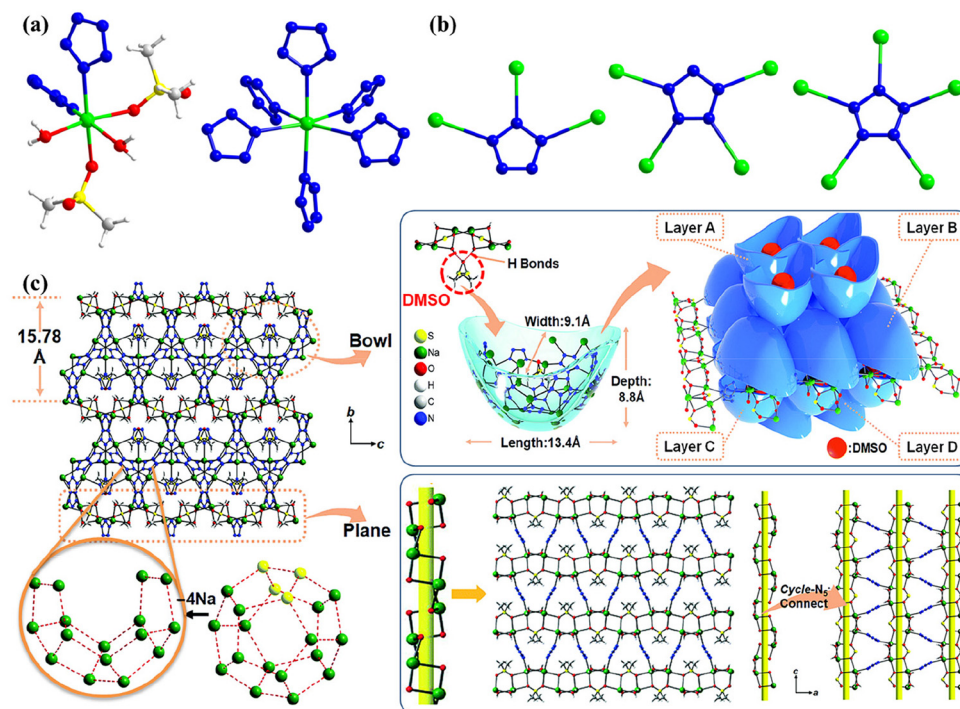 (a)
(b)
(c)
15.78
Å
Bowl
b
c
Plane
-4Na
H Bonds
DMSO
S
Na
O
H
C
N
Width:9.1Å
Depth:
8.8Å
Length:13.4Å
Layer A
Layer B
Layer C
Layer D
:DMSO
Cycle-N5-
Connect
c
a